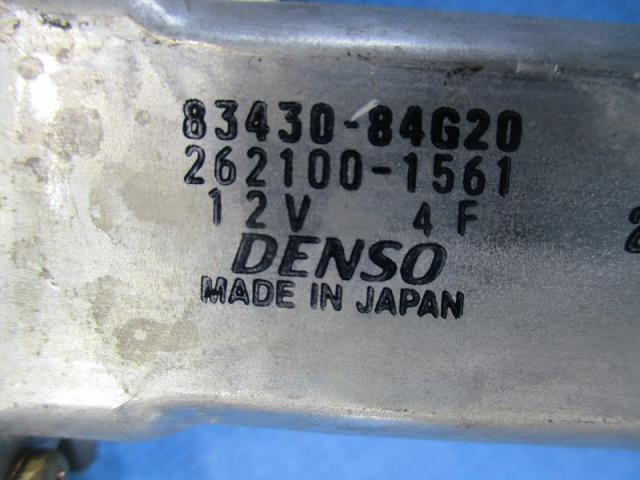 83430-84G20
262100-1561
12V 4F
DENSO
MADE IN JAPAN